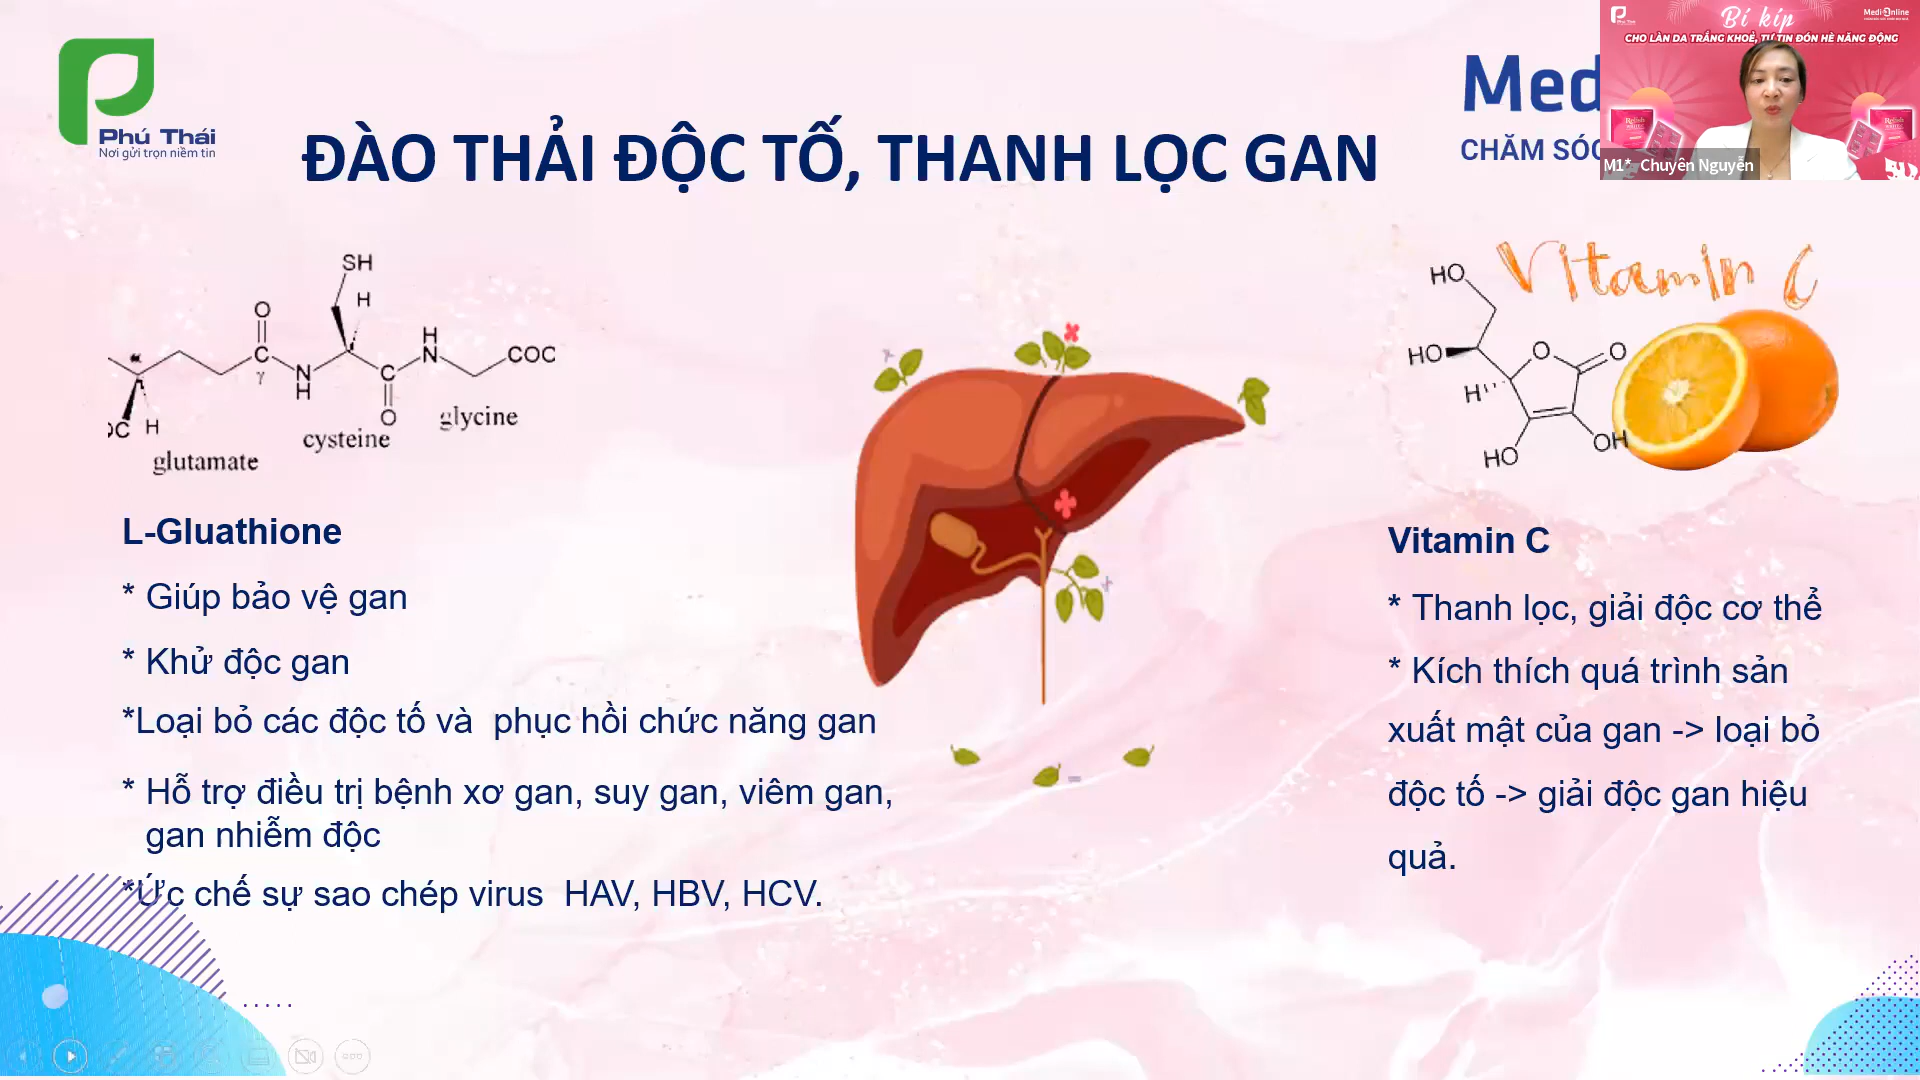 Phú Thái
Nơi gửi trọn niềm tin
ĐÀO THẢI ĐỘC TỐ, THANH LỌC GAN
Med
CHĂM SÓC
Bí kíp
Medi Online
CHO LÀN DA TRẮNG KHOẺ, TỰ TIN ĐÓN HÈ NĂNG ĐỘNG
M1*_Chuyên Nguyễn
SH
H
O
H
N
COC
C
γ
N
H
C
O
H
glutamate
cysteine
glycine
Vitamin C
HO
HO
O
O
H
HO
OH
L-Gluathione
* Giúp bảo vệ gan
* Khử độc gan
*Loại bỏ các độc tố và phục hồi chức năng gan
* Hỗ trợ điều trị bệnh xơ gan, suy gan, viêm gan,
gan nhiễm độc
*Ức chế sự sao chép virus HAV, HBV, HCV.
Vitamin C
* Thanh lọc, giải độc cơ thể
* Kích thích quá trình sản
xuất mật của gan -> loại bỏ
độc tố -> giải độc gan hiệu
quả.